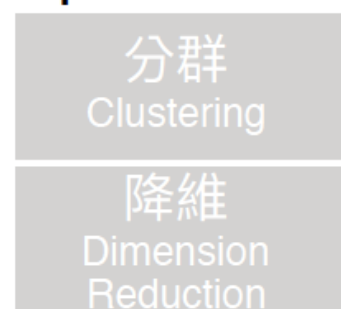 分群
Clustering
降維
Dimension
Reduction